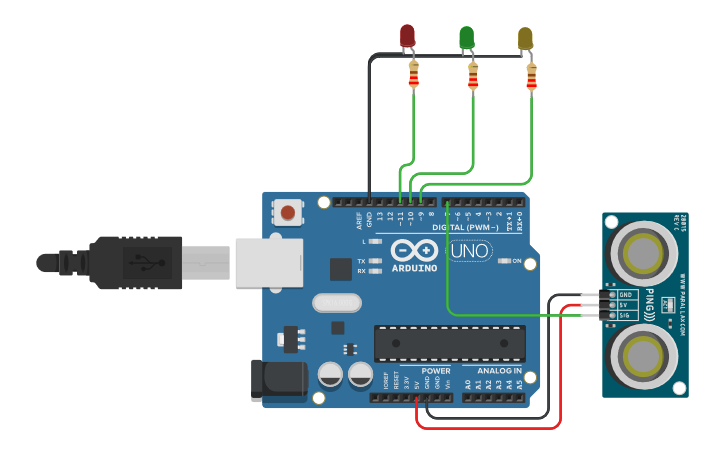 AREF
GND
13
12
~11
~10
~9
8
7
~6
~5
4
~3
2
TX→1
RX←0
DIGITAL (PWM~)
L
TX
RX
ARDUINO
UNO
ON
POWER
ANALOG IN
IOREF
RESET
3.3V
5V
GND
GND
Vin
A0
A1
A2
A3
A4
A5
28015
REV C
WWW.PARALLAX.COM
PING)))
GND
5V
SIG